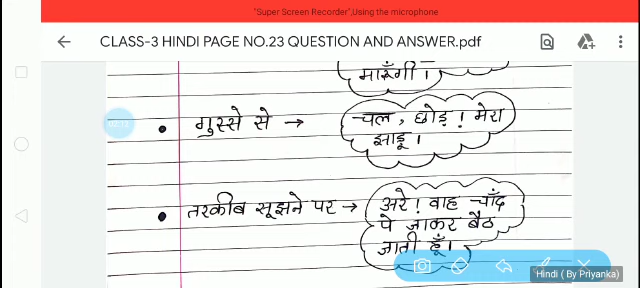 "Super Screen Recorder",Using the microphone
CLASS-3 HINDI PAGE NO.23 QUESTION AND ANSWER.pdf
मारूँगी ।
• गुस्से से → चल, छोड़ ! मेरा
झाड़ू ।
• तरकीब सूझने पर → अरे ! वाह चाँद
पे जाकर बैठ
जाती हूँ।
Hindi ( By Priyanka)